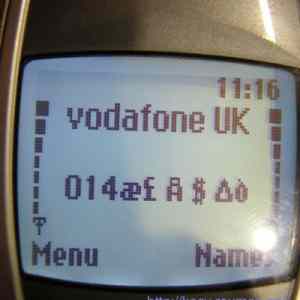 11:16
vodafone UK
014æ£ Å $ Δò
Menu Names